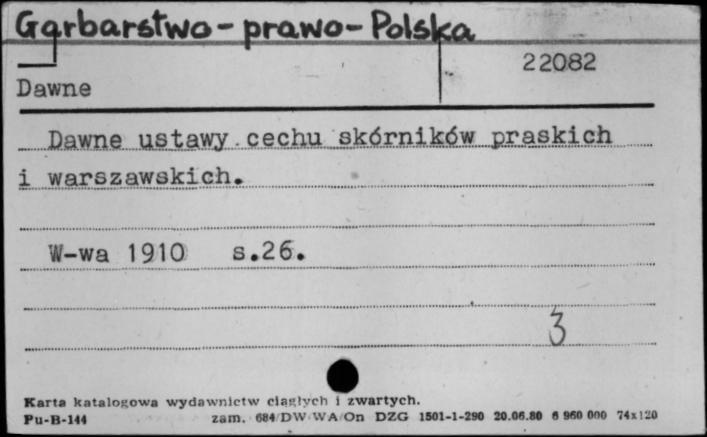 Garbarstwo - prawo - Polska
22082
Dawne
Dawne ustawy cechu skórników praskich
i warszawskich.
W-wa 1910 s.26.
3
Karta katalogowa wydawnictw ciągłych i zwartych.
Pu-B-144 zam. 684/DW WA/On DZG 1501-1-290 20.06.80 6 960 000 74x120